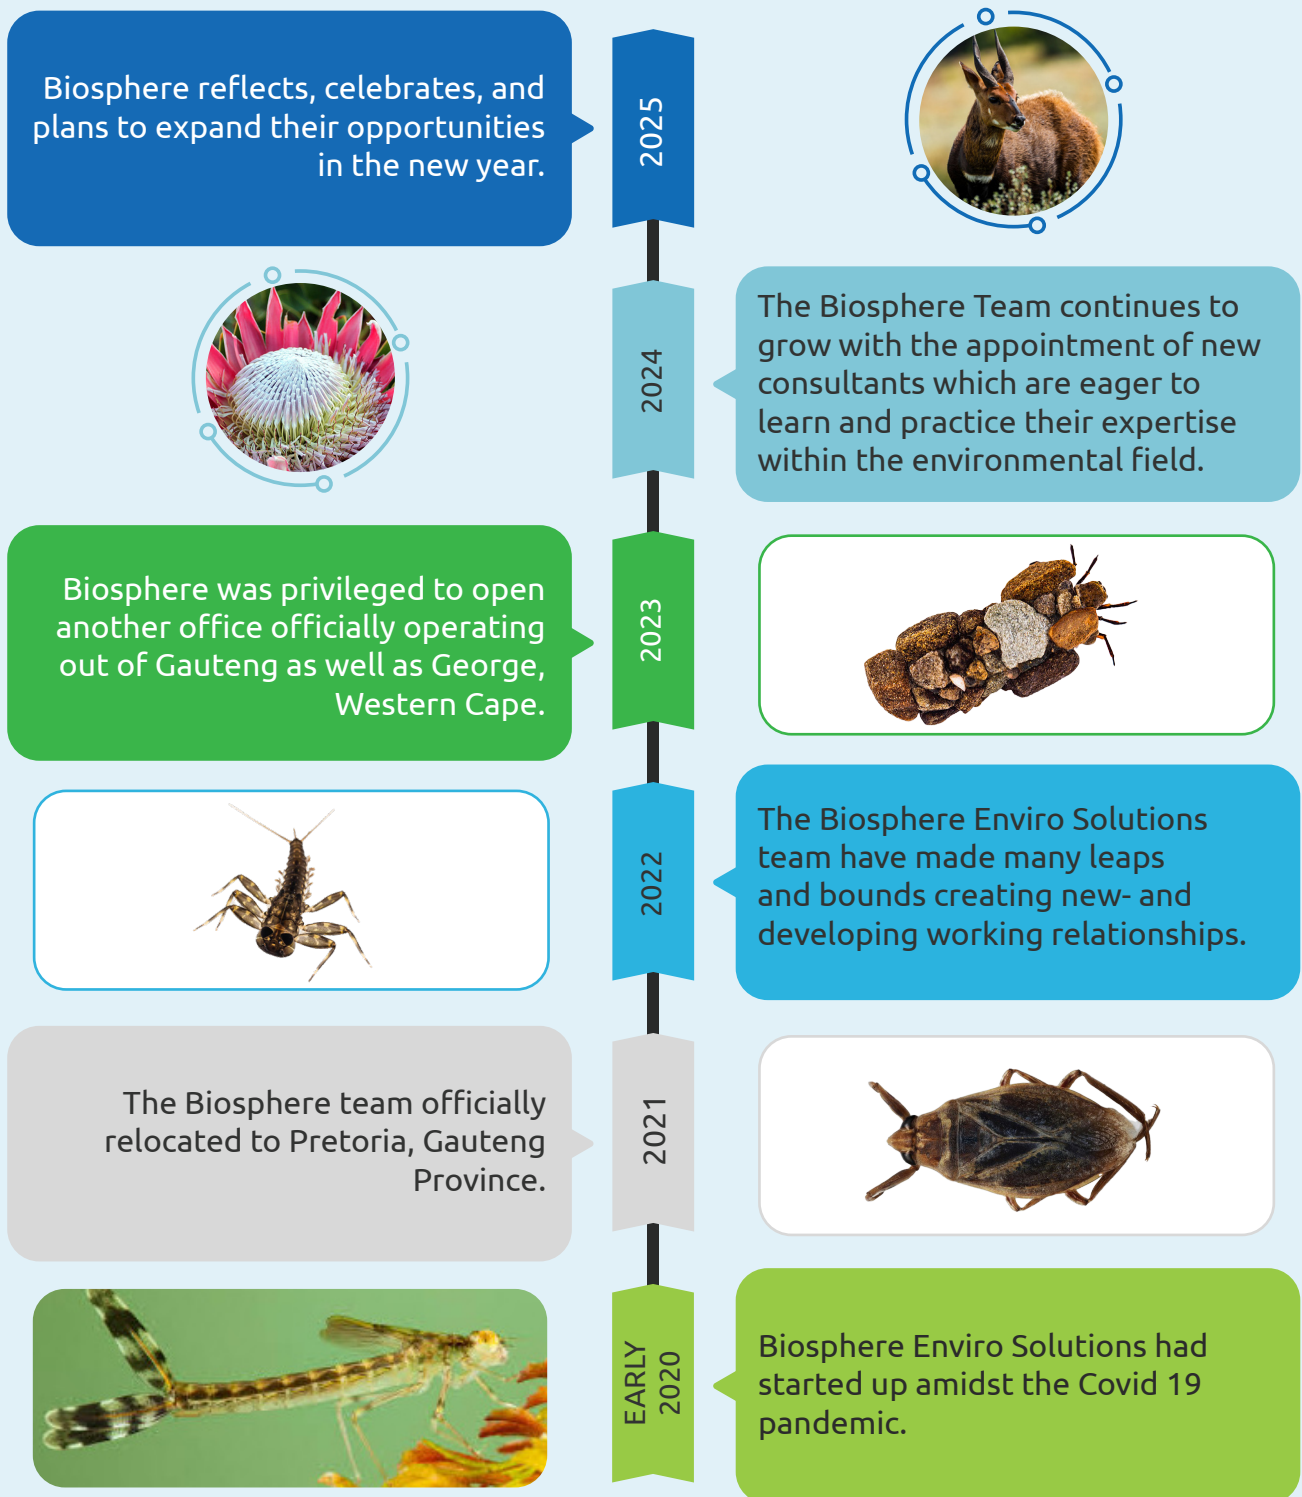 Biosphere reflects, celebrates, and
plans to expand their opportunities
in the new year.
2025
2024
The Biosphere Team continues to
grow with the appointment of new
consultants which are eager to
learn and practice their expertise
within the environmental field.
Biosphere was privileged to open
another office officially operating
out of Gauteng as well as George,
Western Cape.
2023
2022
The Biosphere Enviro Solutions
team have made many leaps
and bounds creating new- and
developing working relationships.
The Biosphere team officially
relocated to Pretoria, Gauteng
Province.
2021
EARLY
2020
Biosphere Enviro Solutions had
started up amidst the Covid 19
pandemic.